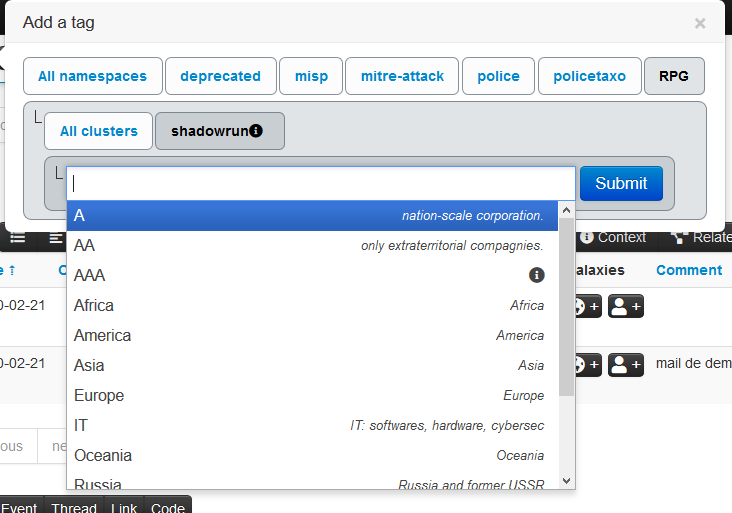 Add a tag ×
All namespaces deprecated misp mitre-attack police policetaxo RPG
All clusters shadowrun
Submit
A nation-scale corporation.
AA only extraterritorial compagnies.
AAA
Africa Africa
America America
Asia Asia
Europe Europe
IT IT: softwares, hardware, cybersec
Oceania Oceania
Russia Russia and former USSR
Context Relate
alaxies Comment
0-02-21
0-02-21 mail de dem
ous ne
Event Thread Link Code